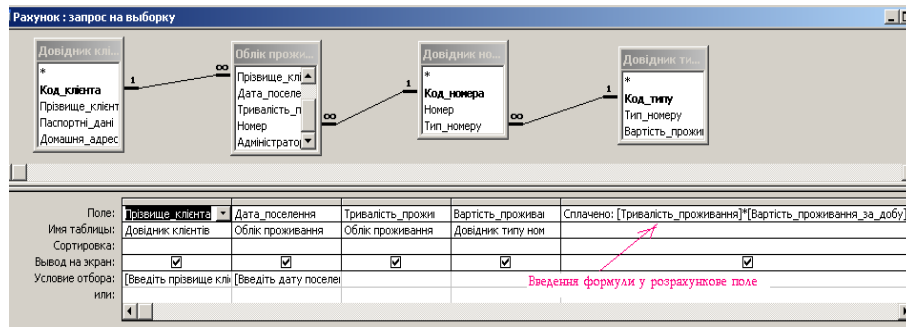 Рахунок : запрос на выборку
Довідник клі...
*
Код_клієнта
Прізвище_клієнт
Паспортні_дані
Домашня_адрес
1
∞
Облік прожи...
Прізвище_клі
Дата_поселе
Тривалість_п
Номер
Адміністратор
∞
1
Довідник но...
*
Код_номера
Номер
Тип_номеру
∞
1
Довідник ти...
*
Код_типу
Тип_номеру
Вартість_прожи
Поле: Прізвище_клієнта Дата_поселення Тривалість_прожи Вартість_проживаі Сплачено: [Тривалість_проживання]*[Вартість_проживання_за_добу]
Имя таблицы: Довідник клієнтів Облік проживання Облік проживання Довідник типу ном
Сортировка:
Вывод на экран:
Условие отбора: [Введіть прізвище клі [Введіть дату поселе
Введення формули у розрахункове поле
или: